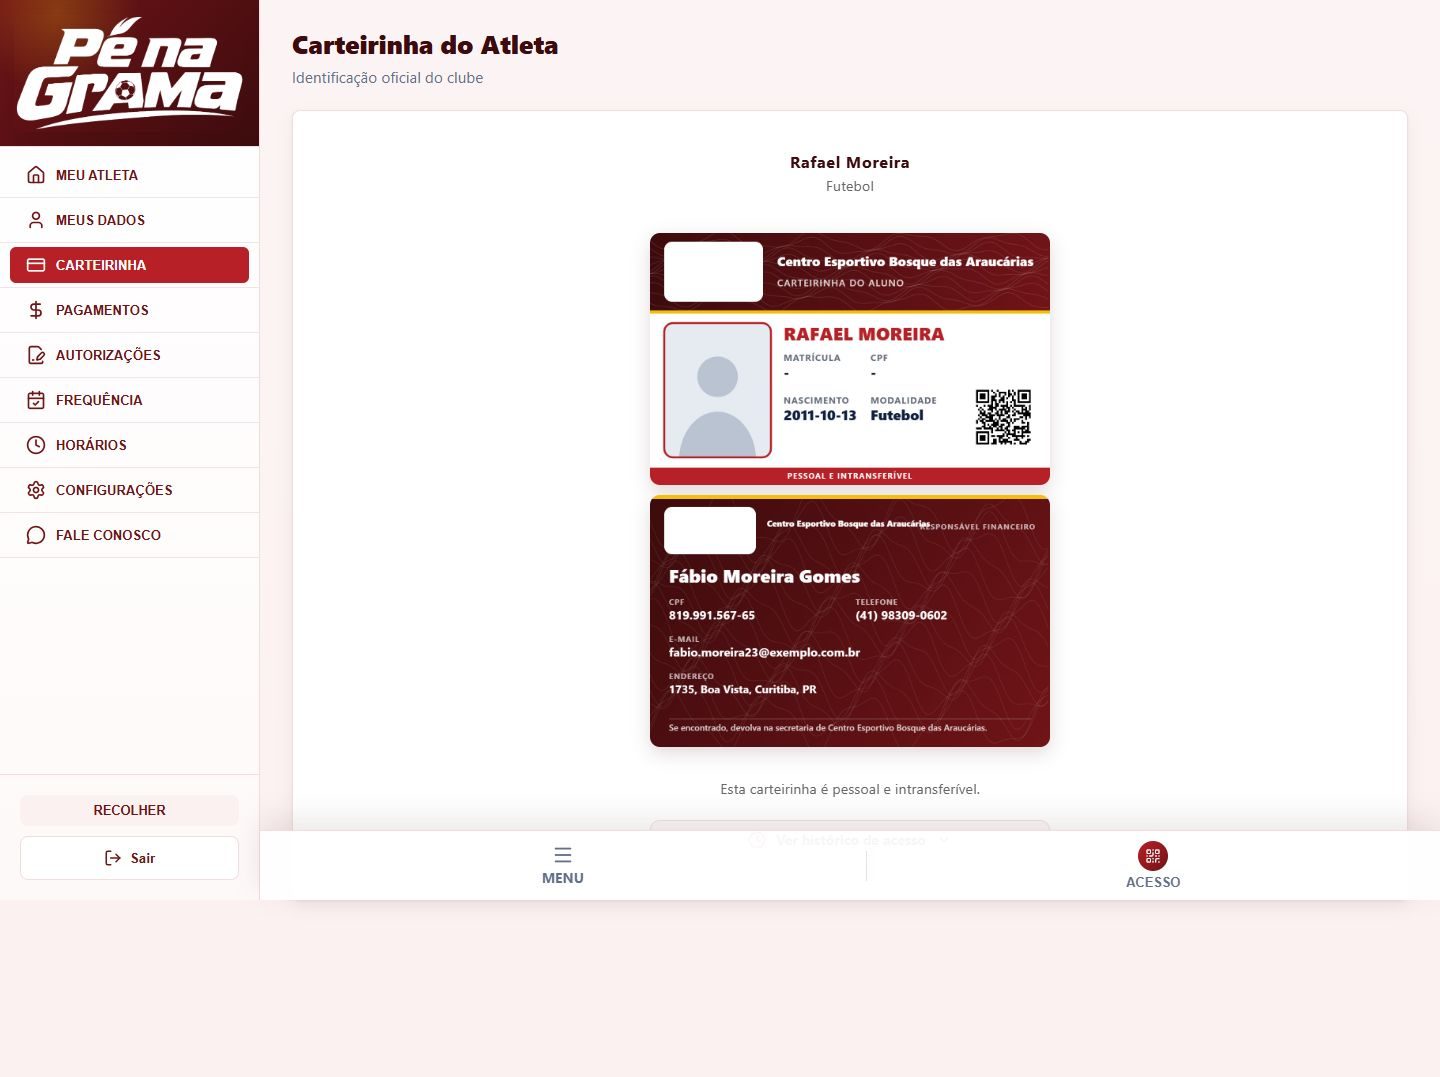 Pé na
GRAMa
MEU ATLETA
MEUS DADOS
CARTEIRINHA
PAGAMENTOS
AUTORIZAÇÕES
FREQUÊNCIA
HORÁRIOS
CONFIGURAÇÕES
FALE CONOSCO
RECOLHER
Sair
Carteirinha do Atleta
Identificação oficial do clube
Rafael Moreira
Futebol
Centro Esportivo Bosque das Araucárias
CARTEIRINHA DO ALUNO
RAFAEL MOREIRA
MATRÍCULA CPF
- -
NASCIMENTO MODALIDADE
2011-10-13 Futebol
PESSOAL E INTRANSFERÍVEL
Centro Esportivo Bosque das Araucárias RESPONSÁVEL FINANCEIRO
Fábio Moreira Gomes
CPF TELEFONE
819.991.567-65 (41) 98309-0602
E-MAIL
fabio.moreira23@exemplo.com.br
ENDEREÇO
1735, Boa Vista, Curitiba, PR
Se encontrado, devolva na secretaria de Centro Esportivo Bosque das Araucárias.
Esta carteirinha é pessoal e intransferível.
Ver histórico de acesso
MENU
ACESSO